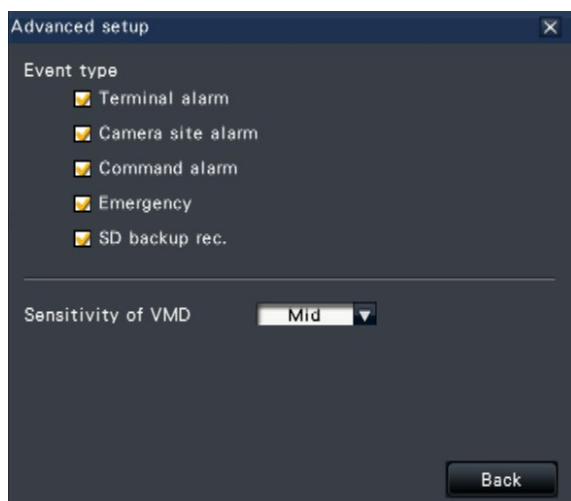 Advanced setup
Event type
Terminal alarm
Camera site alarm
Command alarm
Emergency
SD backup rec.
Sensitivity of VMD Mid
Back